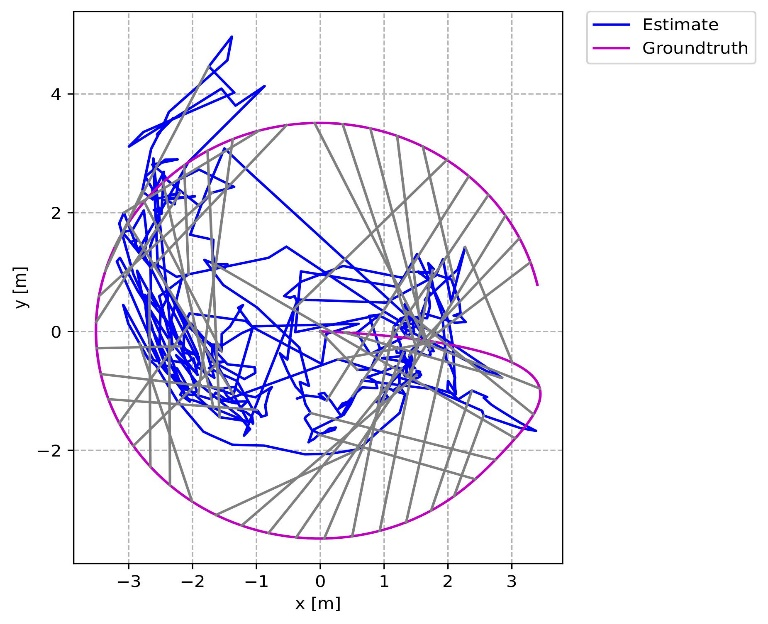 Estimate
Groundtruth
4
2
0
−2
y [m]
−3
−2
−1
0
1
2
3
x [m]